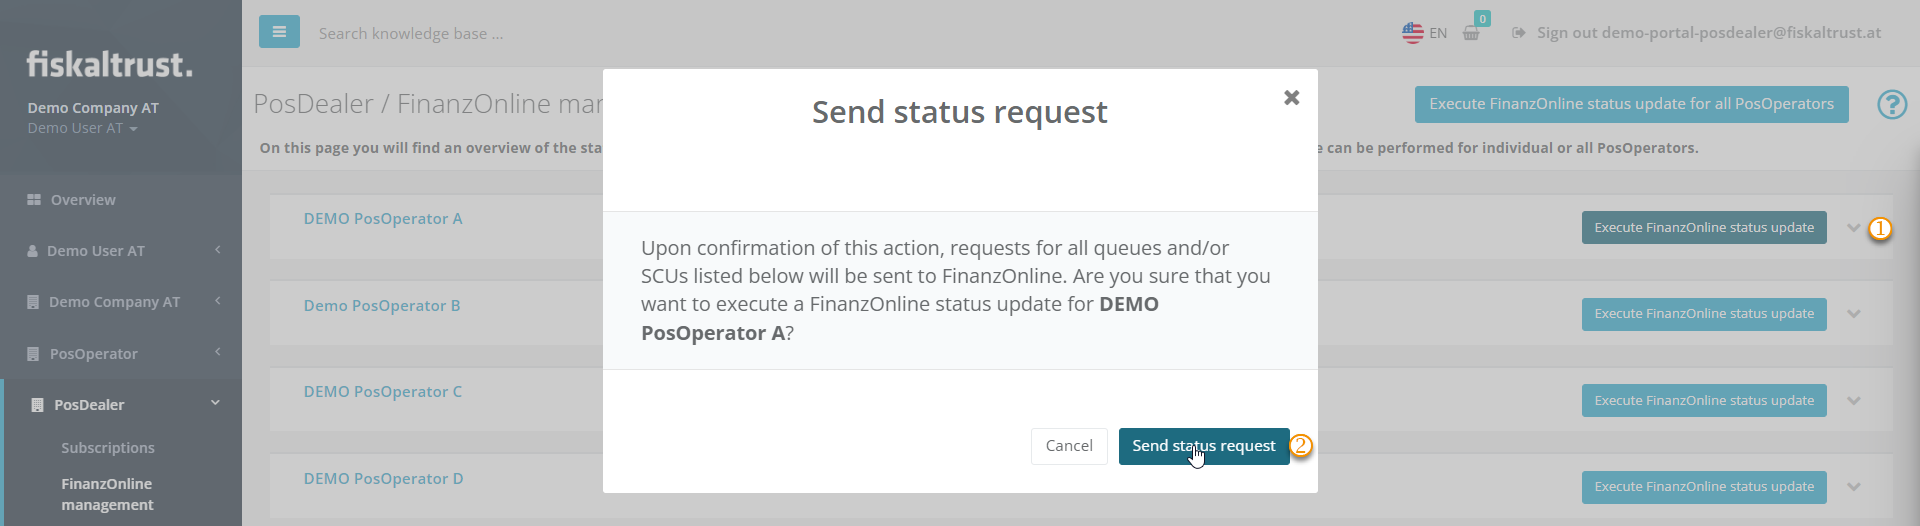 fiskaltrust.
Demo Company AT
Demo User AT
Overview
Demo User AT
Demo Company AT
PosOperator
PosDealer
Subscriptions
FinanzOnline
management
Search knowledge base ...
EN
0
Sign out demo-portal-posdealer@fiskaltrust.at
PosDealer / FinanzOnline mar
Execute FinanzOnline status update for all PosOperators
?
On this page you will find an overview of the sta
e can be performed for individual or all PosOperators.
DEMO PosOperator A
Execute FinanzOnline status update
1
Demo PosOperator B
Execute FinanzOnline status update
DEMO PosOperator C
Execute FinanzOnline status update
DEMO PosOperator D
Execute FinanzOnline status update
Send status request
Upon confirmation of this action, requests for all queues and/or
SCUs listed below will be sent to FinanzOnline. Are you sure that you
want to execute a FinanzOnline status update for DEMO
PosOperator A?
Cancel
Send status request
2